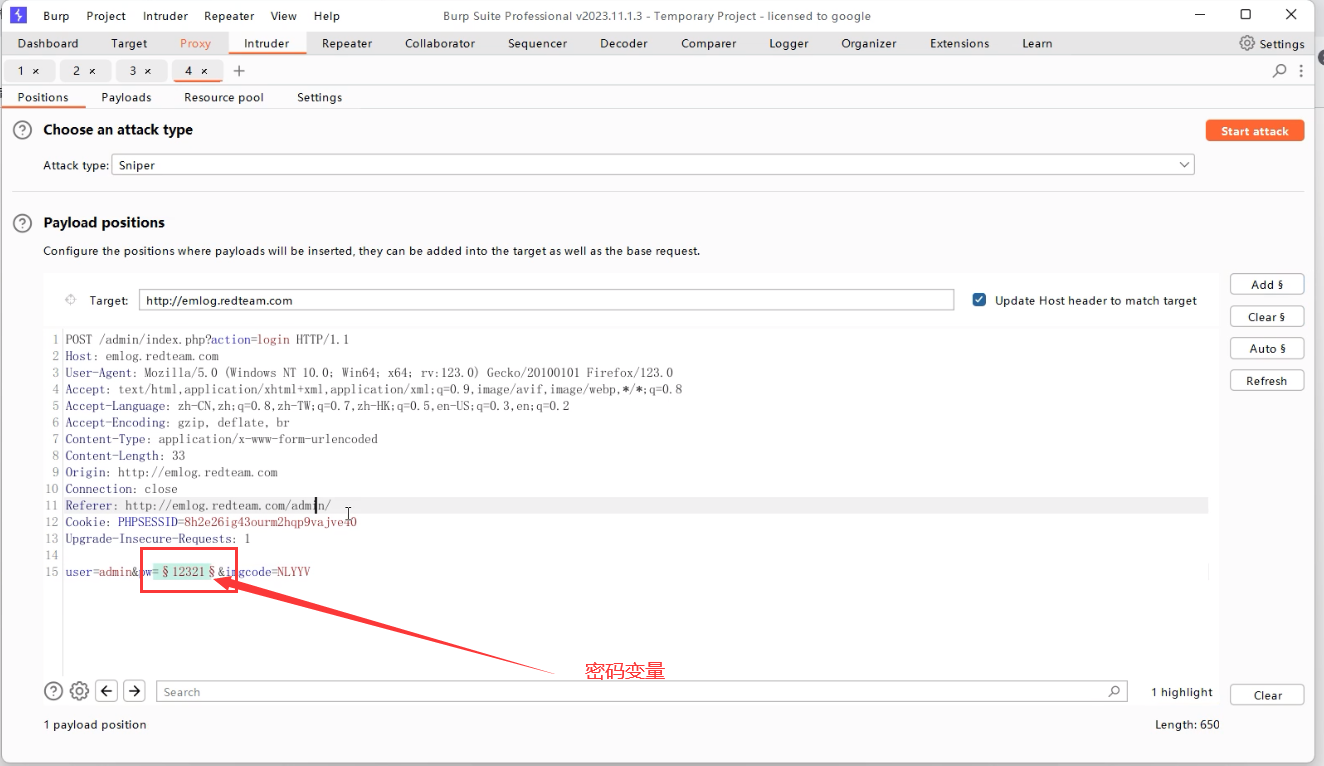 Burp Project Intruder Repeater View Help Burp Suite Professional v2023.11.1.3 - Temporary Project - licensed to google
Dashboard Target Proxy Intruder Repeater Collaborator Sequencer Decoder Comparer Logger Organizer Extensions Learn Settings
1 × 2 × 3 × 4 × +
Positions Payloads Resource pool Settings
? Choose an attack type Start attack
Attack type: Sniper
? Payload positions
Configure the positions where payloads will be inserted, they can be added into the target as well as the base request.
Target: http://emlog.redteam.com Update Host header to match target Add §
Clear §
Auto §
Refresh
1 POST /admin/index.php?action=login HTTP/1.1
2 Host: emlog.redteam.com
3 User-Agent: Mozilla/5.0 (Windows NT 10.0; Win64; x64; rv:123.0) Gecko/20100101 Firefox/123.0
4 Accept: text/html,application/xhtml+xml,application/xml;q=0.9,image/avif,image/webp,*/*;q=0.8
5 Accept-Language: zh-CN,zh;q=0.8,zh-TW;q=0.7,zh-HK;q=0.5,en-US;q=0.3,en;q=0.2
6 Accept-Encoding: gzip, deflate, br
7 Content-Type: application/x-www-form-urlencoded
8 Content-Length: 33
9 Origin: http://emlog.redteam.com
10 Connection: close
11 Referer: http://emlog.redteam.com/admin/
12 Cookie: PHPSESSID=8h2e26ig43ourm2hqp9vajve40
13 Upgrade-Insecure-Requests: 1
14
15 user=admin&pw=§12321§&imgcode=NLYYV
密码变量
? Search 1 highlight Clear
1 payload position Length: 650